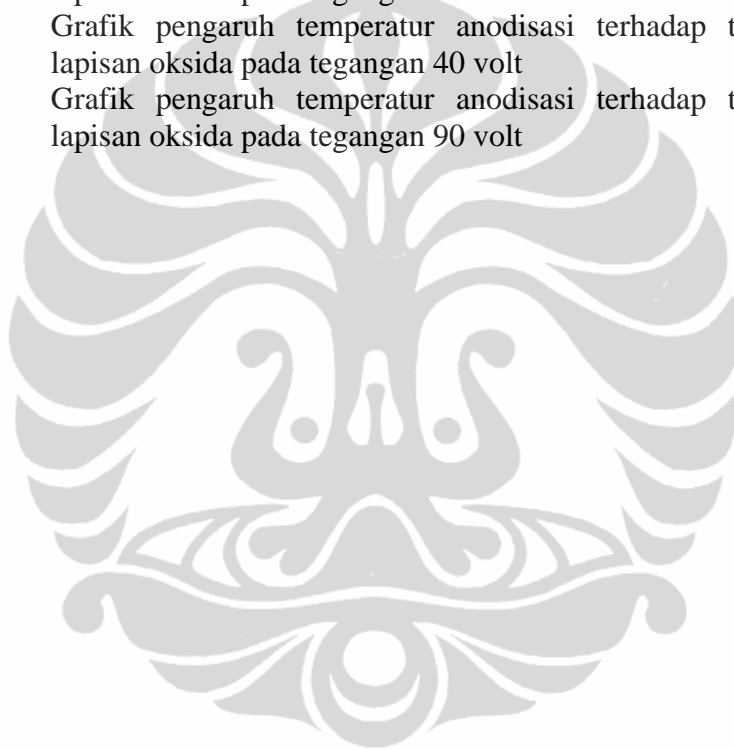 Grafik pengaruh temperatur anodisasi terhadap
lapisan oksida pada tegangan 40 volt
Grafik pengaruh temperatur anodisasi terhadap
lapisan oksida pada tegangan 90 volt